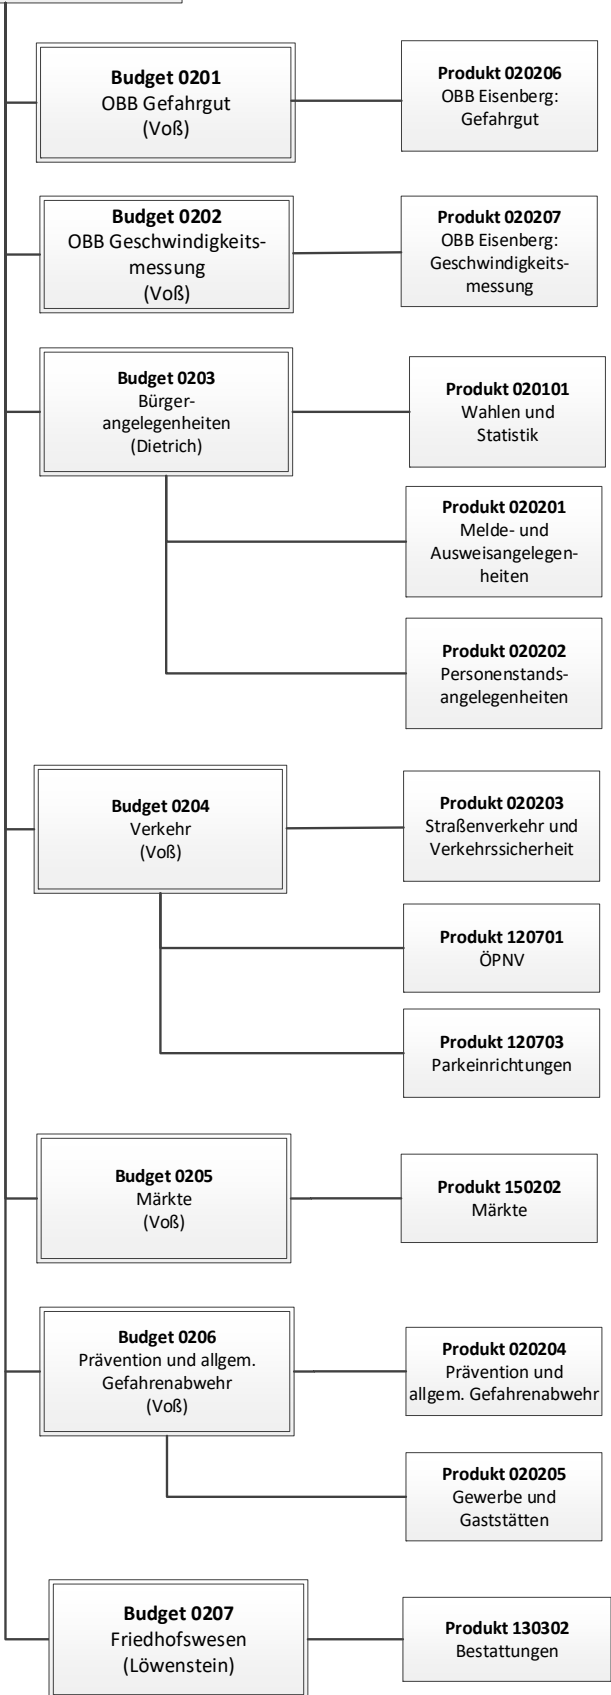 Budget 0201
OBB Gefahrgut
(Voß)
Produkt 020206
OBB Eisenberg:
Gefahrgut
Budget 0202
OBB Geschwindigkeits-
messung
(Voß)
Produkt 020207
OBB Eisenberg:
Geschwindigkeits-
messung
Budget 0203
Bürger-
angelegenheiten
(Dietrich)
Produkt 020101
Wahlen und
Statistik
Produkt 020201
Melde- und
Ausweisangelegen-
heiten
Produkt 020202
Personenstands-
angelegenheiten
Budget 0204
Verkehr
(Voß)
Produkt 020203
Straßenverkehr und
Verkehrssicherheit
Produkt 120701
ÖPNV
Produkt 120703
Parkeinrichtungen
Budget 0205
Märkte
(Voß)
Produkt 150202
Märkte
Budget 0206
Prävention und allgem.
Gefahrenabwehr
(Voß)
Produkt 020204
Prävention und
allgem. Gefahrenabwehr
Produkt 020205
Gewerbe und
Gaststätten
Budget 0207
Friedhofswesen
(Löwenstein)
Produkt 130302
Bestattungen